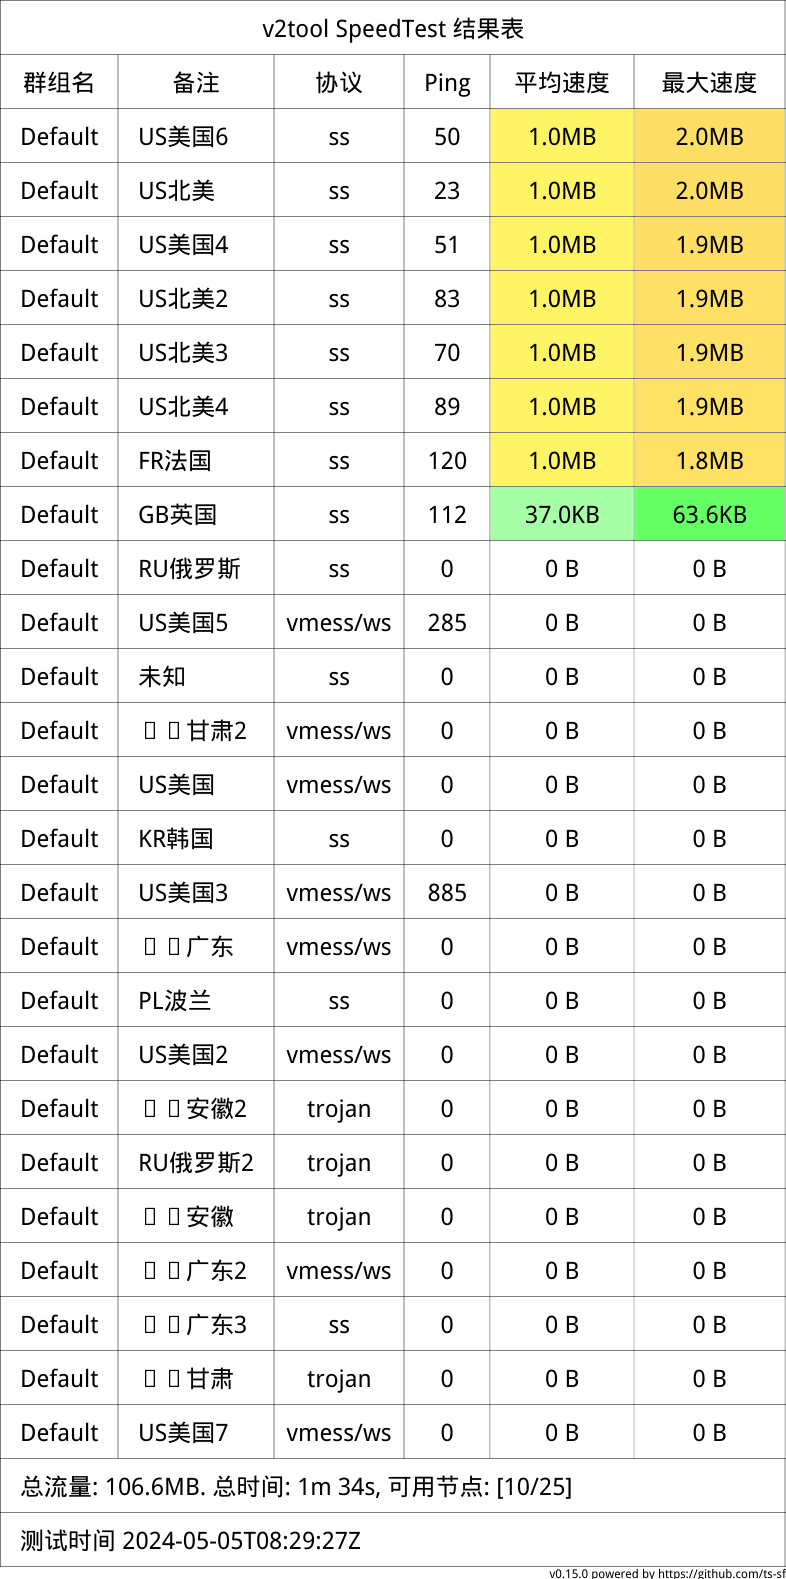 v2tool SpeedTest 结果表
群组名 备注 协议 Ping 平均速度 最大速度
Default US美国6 ss 50 1.0MB 2.0MB
Default US北美 ss 23 1.0MB 2.0MB
Default US美国4 ss 51 1.0MB 1.9MB
Default US北美2 ss 83 1.0MB 1.9MB
Default US北美3 ss 70 1.0MB 1.9MB
Default US北美4 ss 89 1.0MB 1.9MB
Default FR法国 ss 120 1.0MB 1.8MB
Default GB英国 ss 112 37.0KB 63.6KB
Default RU俄罗斯 ss 0 0 B 0 B
Default US美国5 vmess/ws 285 0 B 0 B
Default 未知 ss 0 0 B 0 B
Default 甘肃2 vmess/ws 0 0 B 0 B
Default US美国 vmess/ws 0 0 B 0 B
Default KR韩国 ss 0 0 B 0 B
Default US美国3 vmess/ws 885 0 B 0 B
Default 广东 vmess/ws 0 0 B 0 B
Default PL波兰 ss 0 0 B 0 B
Default US美国2 vmess/ws 0 0 B 0 B
Default 安徽2 trojan 0 0 B 0 B
Default RU俄罗斯2 trojan 0 0 B 0 B
Default 安徽 trojan 0 0 B 0 B
Default 广东2 vmess/ws 0 0 B 0 B
Default 广东3 ss 0 0 B 0 B
Default 甘肃 trojan 0 0 B 0 B
Default US美国7 vmess/ws 0 0 B 0 B
总流量: 106.6MB. 总时间: 1m 34s, 可用节点: [10/25]
测试时间 2024-05-05T08:29:27Z
v0.15.0 powered by https://github.com/ts-sf